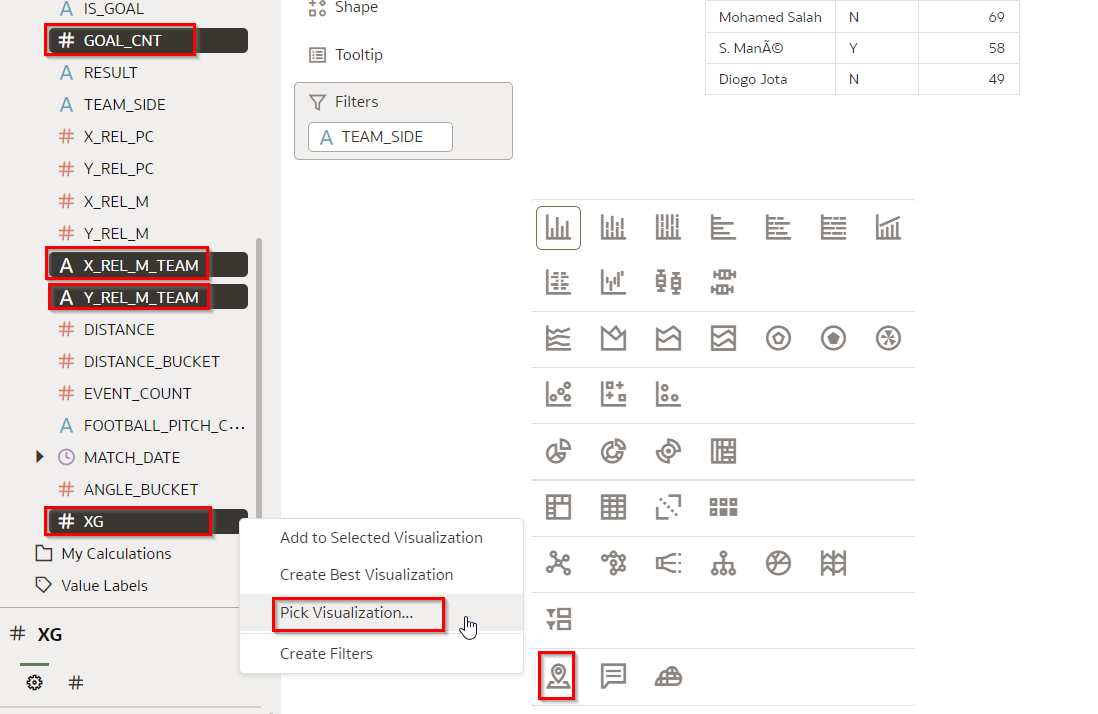 A IS_GOAL
# GOAL_CNT
A RESULT
A TEAM_SIDE
# X_REL_PC
# Y_REL_PC
# X_REL_M
# Y_REL_M
A X_REL_M_TEAM
A Y_REL_M_TEAM
# DISTANCE
# DISTANCE_BUCKET
# EVENT_COUNT
A FOOTBALL_PITCH_C...
MATCH_DATE
# ANGLE_BUCKET
# XG
My Calculations
Value Labels
# XG
#
Shape
Tooltip
Filters
A TEAM_SIDE
Mohamed Salah N 69
S. ManÃ© Y 58
Diogo Jota N 49
Add to Selected Visualization
Create Best Visualization
Pick Visualization...
Create Filters